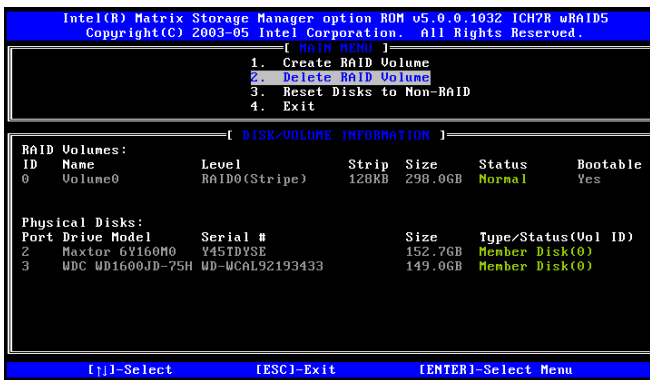 Intel(R) Matrix Storage Manager option ROM v5.0.0.1032 ICH7R wRAID5
Copyright(C) 2003-05 Intel Corporation. All Rights Reserved.
[ MAIN MENU ]
1. Create RAID Volume
2. Delete RAID Volume
3. Reset Disks to Non-RAID
4. Exit
[ DISK/VOLUME INFORMATION ]
RAID Volumes:
ID Name Level Strip Size Status Bootable
0 Volume0 RAID0(Stripe) 128KB 298.0GB Normal Yes
Physical Disks:
Port Drive Model Serial # Size Type/Status(Vol ID)
2 Maxtor 6Y160M0 Y45TDYSE 152.7GB Member Disk(0)
3 WDC WD1600JD-75H WD-WCAL92193433 149.0GB Member Disk(0)
[↑↓]-Select [ESC]-Exit [ENTER]-Select Menu